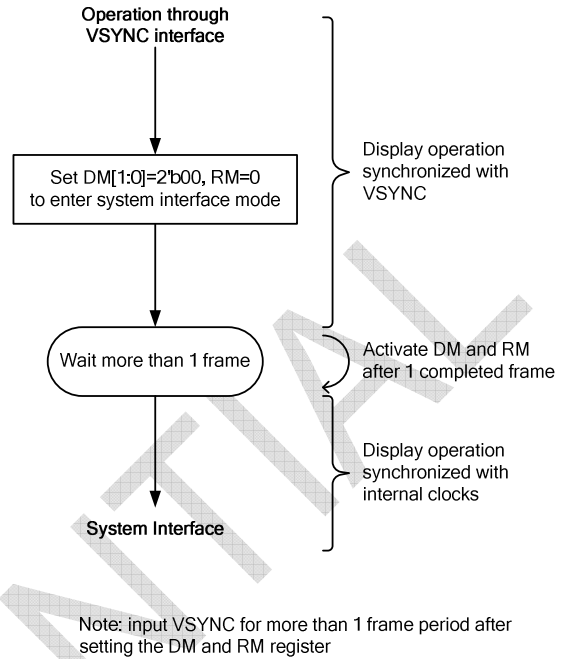 Operation through
VSYNC interface
Set DM[1:0]=2'b00, RM=0
to enter system interface mode
Display operation
synchronized with
VSYNC
Wait more than 1 frame
Activate DM and RM
after 1 completed frame
Display operation
synchronized with
internal clocks
System Interface
Note: input VSYNC for more than 1 frame period after
setting the DM and RM register
NTIAL